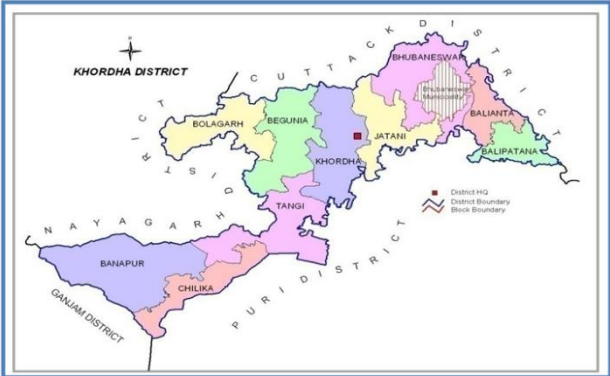 N
KHORDHA DISTRICT
CUTTACK DISTRICT
BHUBANESWAR
Bhubaneswar
Municipality
BALIANTA
BALIPATANA
JATANI
KHORDHA
BEGUNIA
BOLAGARH
NAYAGARH DISTRICT
TANGI
BANAPUR
CHILIKA
GANJAM DISTRICT
PURI DISTRICT
District HQ
District Boundary
Block Boundary